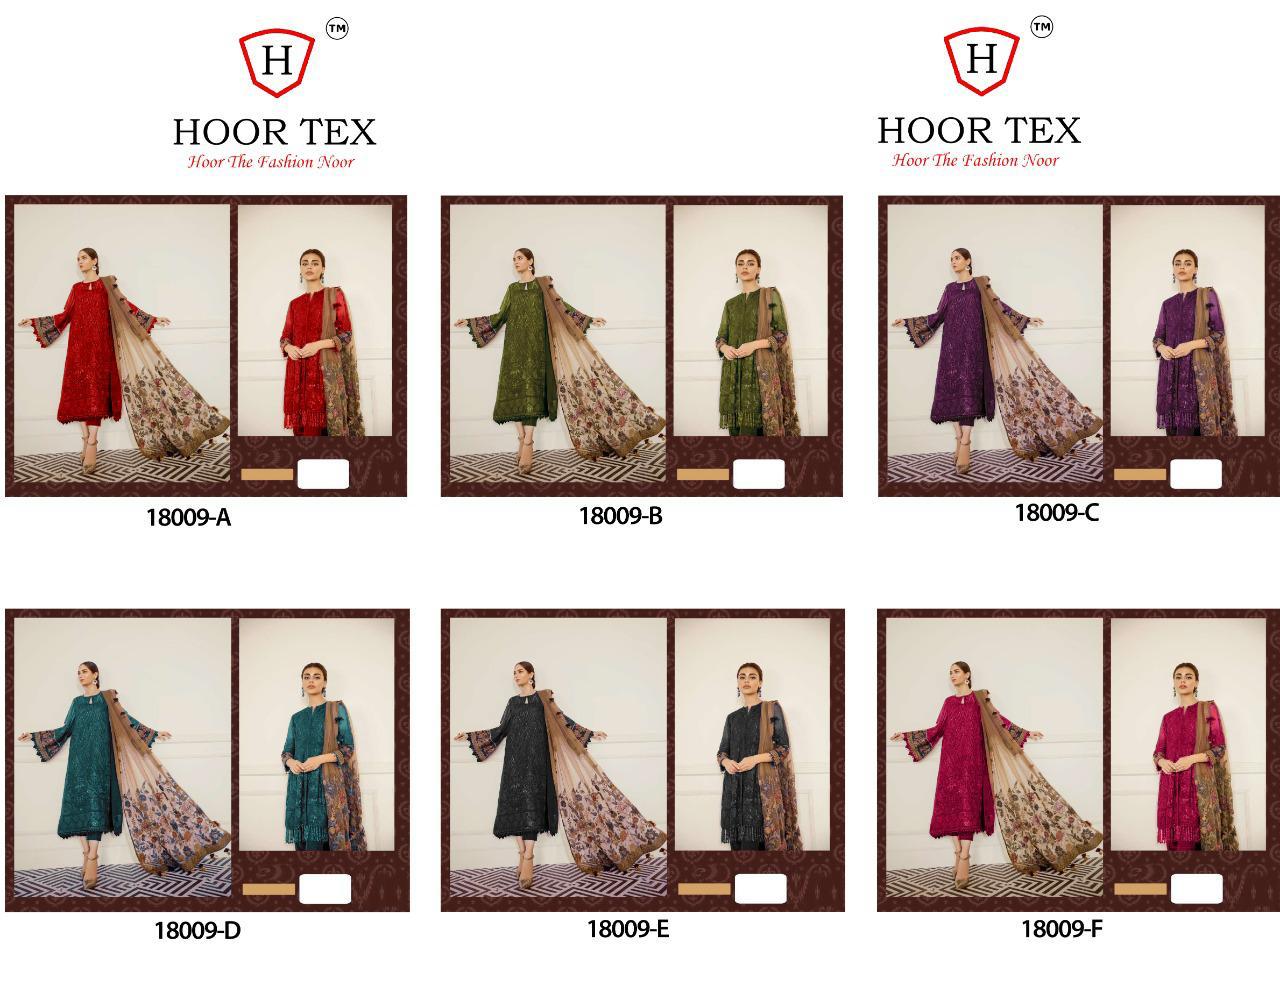 H
TM
HOOR TEX
Hoor The Fashion Noor
H
TM
HOOR TEX
Hoor The Fashion Noor
18009-A
18009-B
18009-C
18009-D
18009-E
18009-F